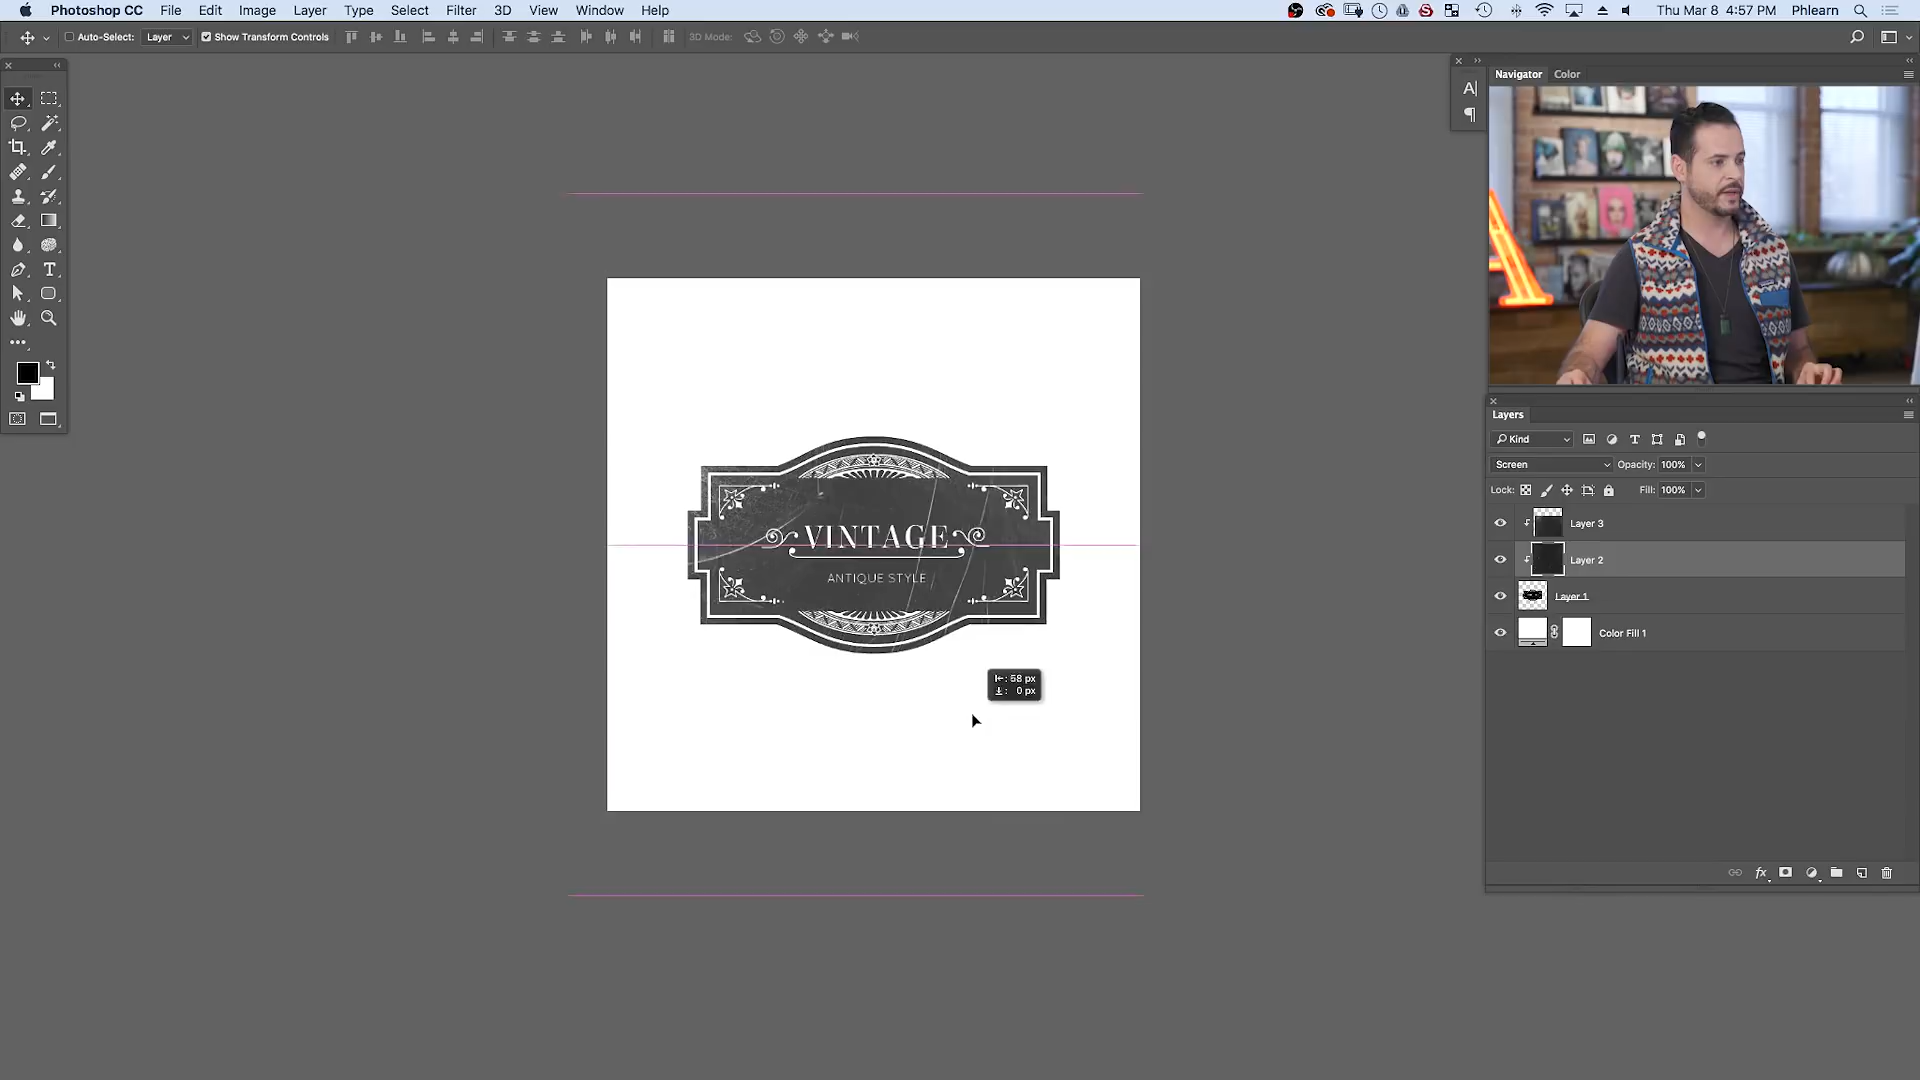 Photoshop CC File Edit Image Layer Type Select Filter 3D View Window Help Thu Mar 8 4:57 PM Phlearn
Auto-Select: Layer Show Transform Controls 3D Mode:
Navigator Color
A|
Layers
Kind
Screen Opacity: 100%
Lock: Fill: 100%
Layer 3
Layer 2
Layer 1
Color Fill 1
fx
VINTAGE
ANTIQUE STYLE
: 58 px
: 0 px